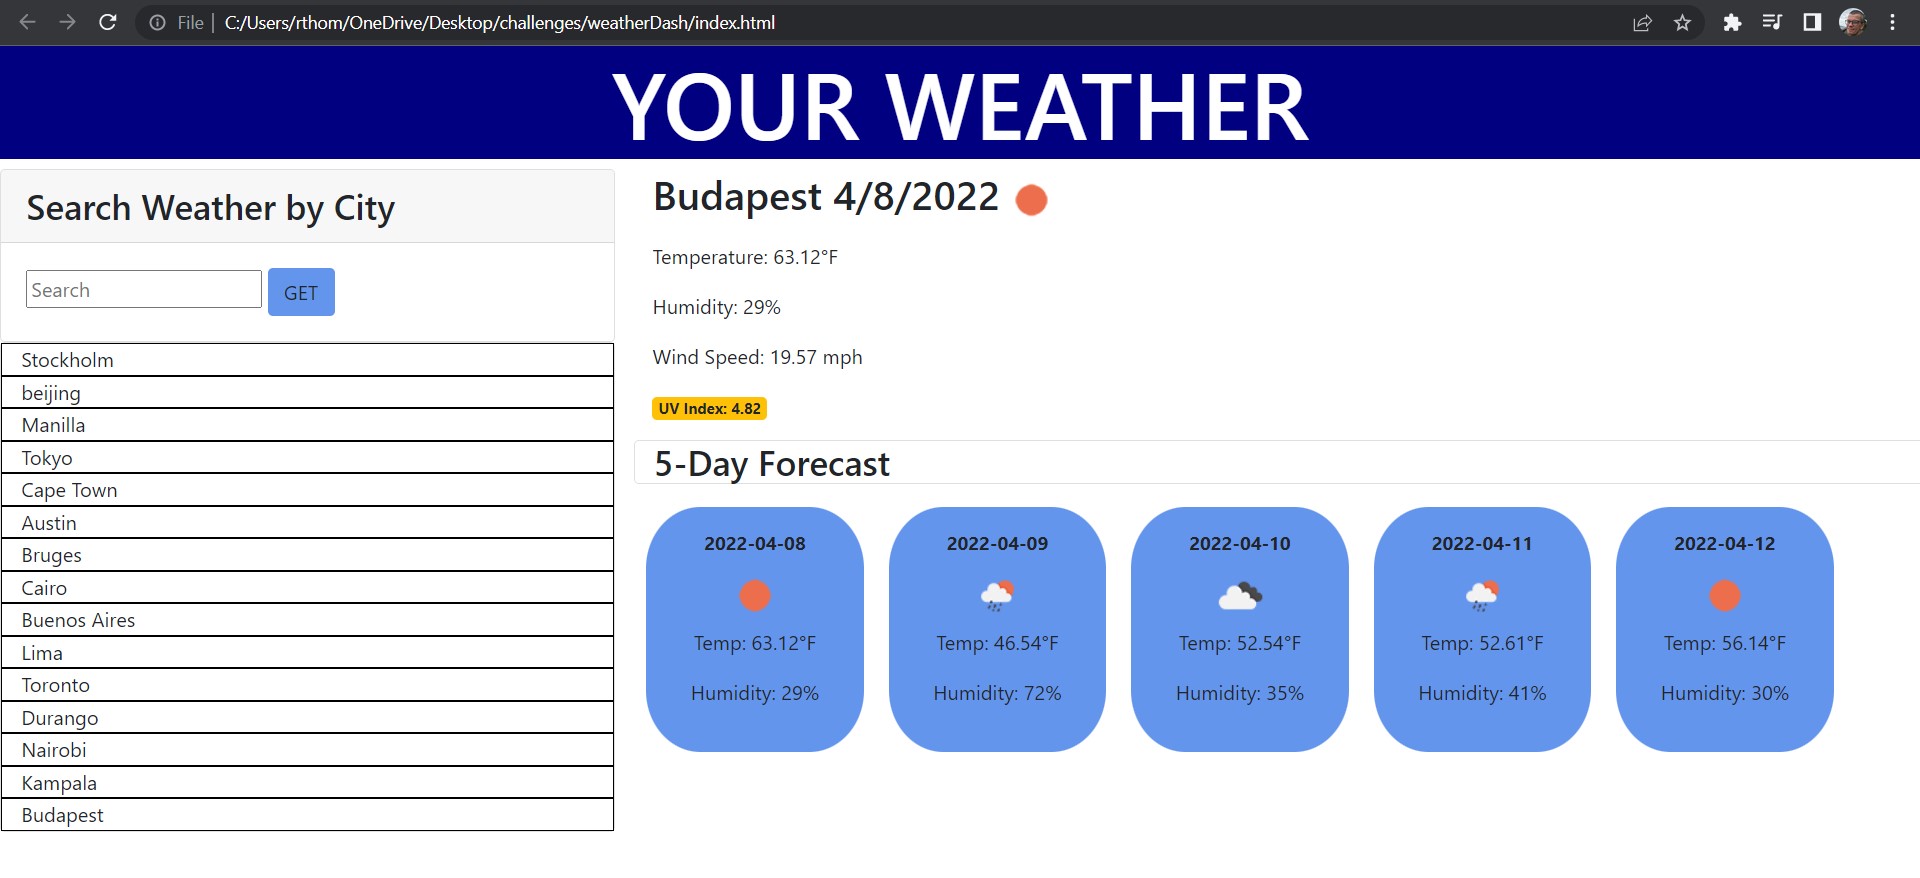 File | C:/Users/rthom/OneDrive/Desktop/challenges/weatherDash/index.html
YOUR WEATHER
Search Weather by City
Search
GET
Stockholm
beijing
Manilla
Tokyo
Cape Town
Austin
Bruges
Cairo
Buenos Aires
Lima
Toronto
Durango
Nairobi
Kampala
Budapest
Budapest 4/8/2022
Temperature: 63.12°F
Humidity: 29%
Wind Speed: 19.57 mph
UV Index: 4.82
5-Day Forecast
2022-04-08
Temp: 63.12°F
Humidity: 29%
2022-04-09
Temp: 46.54°F
Humidity: 72%
2022-04-10
Temp: 52.54°F
Humidity: 35%
2022-04-11
Temp: 52.61°F
Humidity: 41%
2022-04-12
Temp: 56.14°F
Humidity: 30%